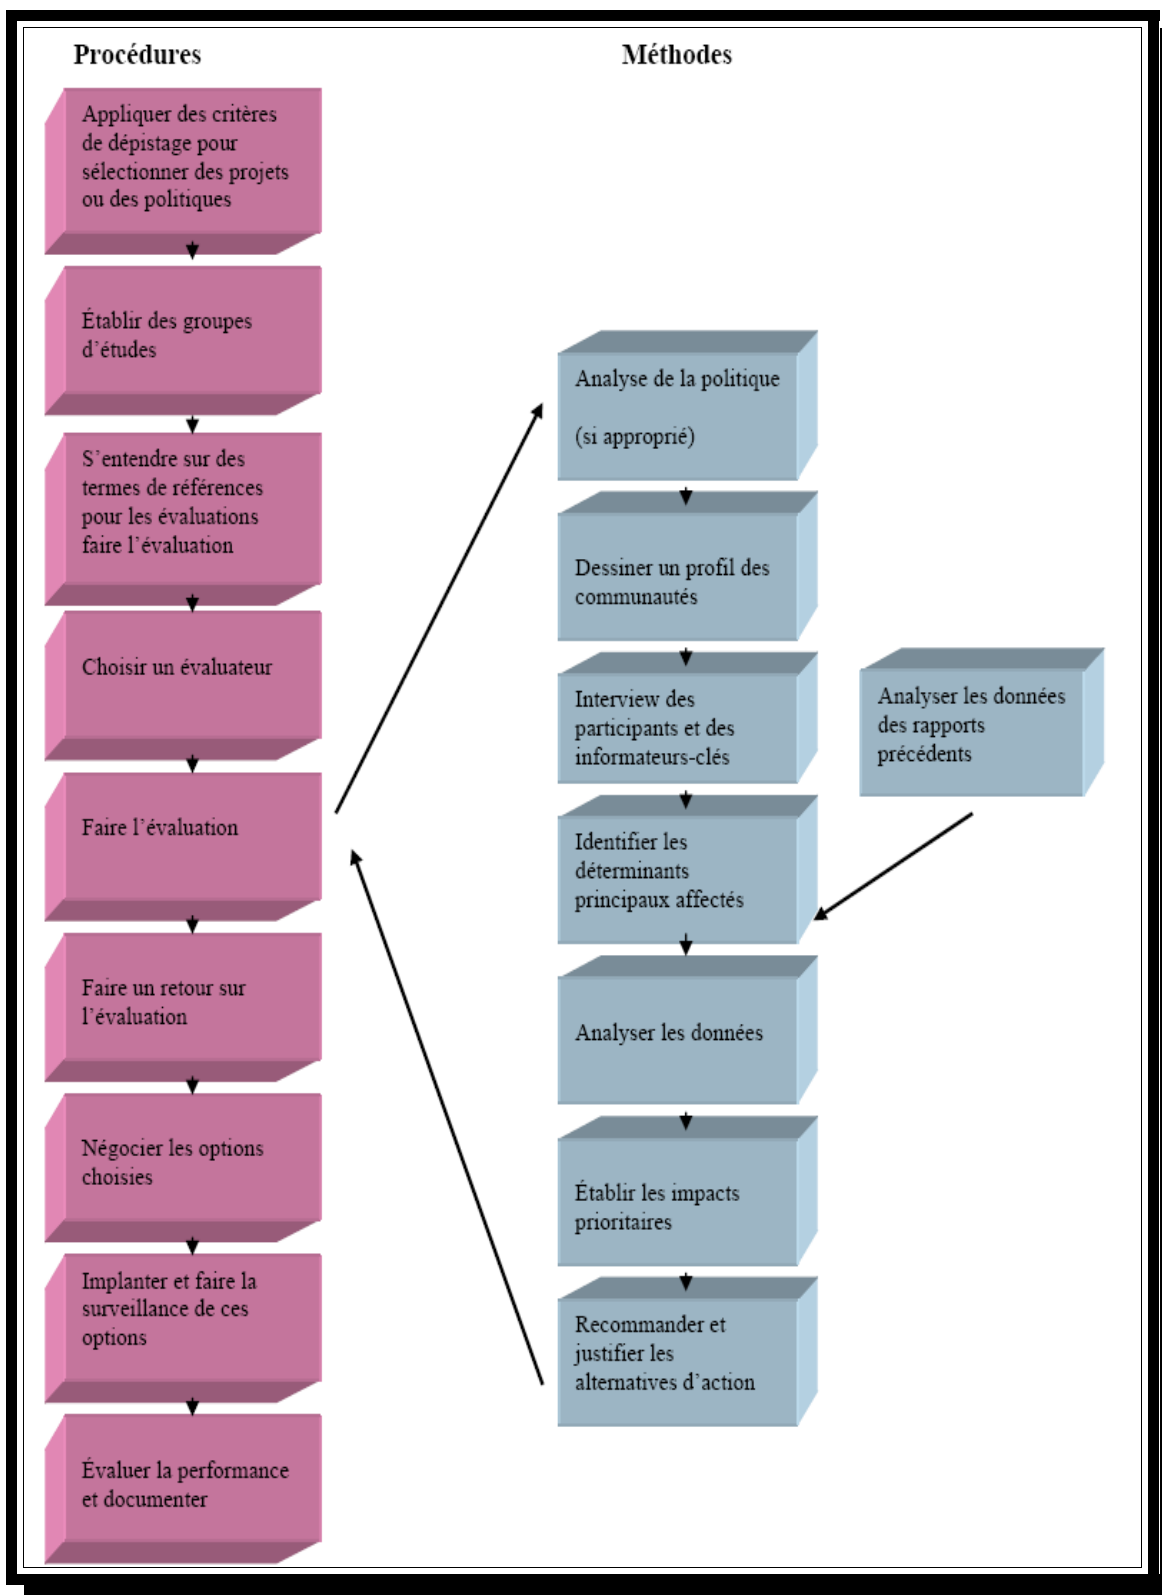 Procédures
Appliquer des critères
de dépistage pour
sélectionner des projets
ou des politiques
Établir des groupes
d’études
S’entendre sur des
termes de références
pour les évaluations
faire l’évaluation
Choisir un évaluateur
Faire l’évaluation
Faire un retour sur
l’évaluation
Négocier les options
choisies
Implanter et faire la
surveillance de ces
options
Évaluer la performance
et documenter
Méthodes
Analyse de la politique
(si approprié)
Dessiner un profil des
communautés
Interview des
participants et des
informateurs-clés
Identifier les
déterminants
principaux affectés
Analyser les données
Établir les impacts
prioritaires
Recommander et
justifier les
alternatives d’action
Analyser les données
des rapports
précédents